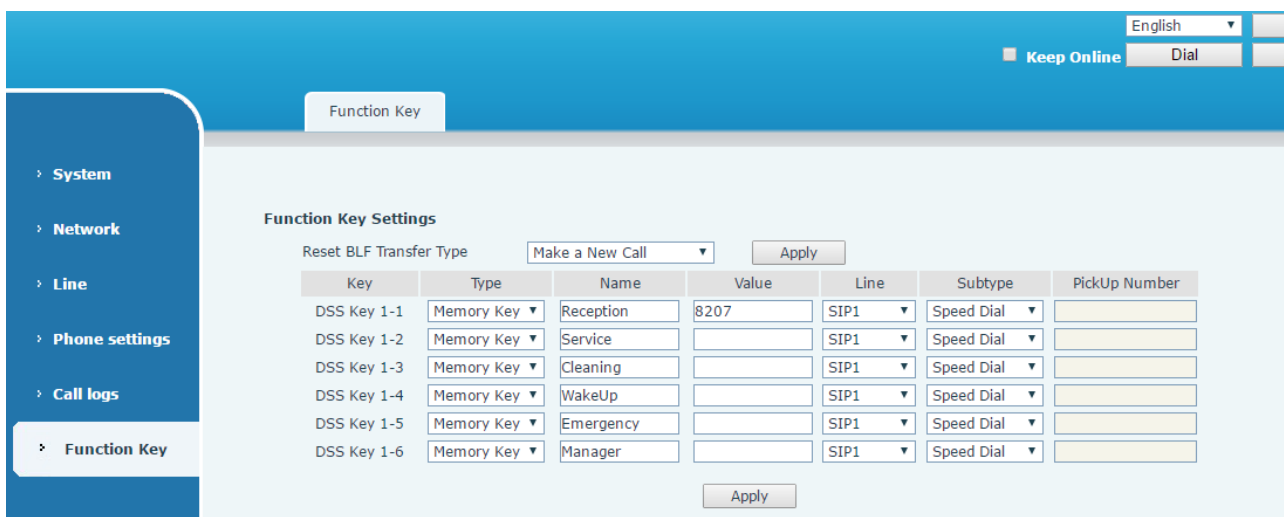 English
Keep Online Dial
Function Key
System
Network
Line
Phone settings
Call logs
Function Key
Function Key Settings
Reset BLF Transfer Type Make a New Call Apply
Key Type Name Value Line Subtype PickUp Number
DSS Key 1-1 Memory Key Reception 8207 SIP1 Speed Dial
DSS Key 1-2 Memory Key Service SIP1 Speed Dial
DSS Key 1-3 Memory Key Cleaning SIP1 Speed Dial
DSS Key 1-4 Memory Key WakeUp SIP1 Speed Dial
DSS Key 1-5 Memory Key Emergency SIP1 Speed Dial
DSS Key 1-6 Memory Key Manager SIP1 Speed Dial
Apply